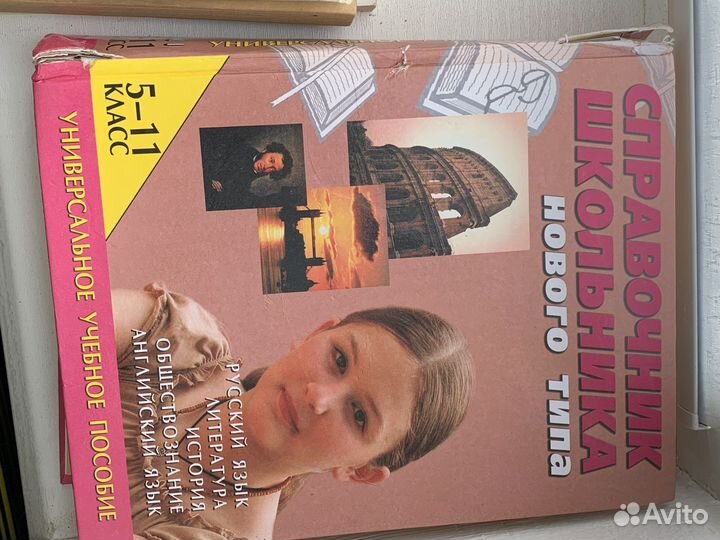 СПРАВОЧНИК
ШКОЛЬНИКА
НОВОГО ТИПА
РУССКИЙ ЯЗЫК
ЛИТЕРАТУРА
ИСТОРИЯ
ОБЩЕСТВОЗНАНИЕ
АНГЛИЙСКИЙ ЯЗЫК
5–11
КЛАСС
УНИВЕРСАЛЬНОЕ УЧЕБНОЕ ПОСОБИЕ
Avito